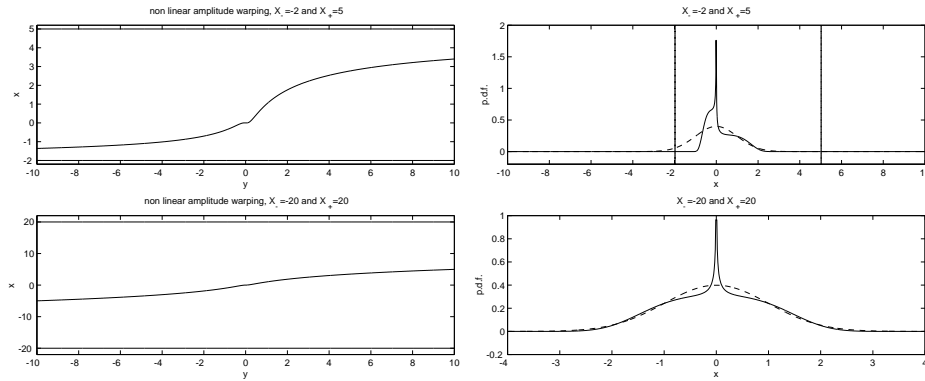 non linear amplitude warping, X_-=-2 and X_+=5
5
4
3
2
1
0
-1
-2
x
-10 -8 -6 -4 -2 0 2 4 6 8 10
y
X_-=-2 and X_+=5
2
1.5
1
0.5
0
p.d.f.
-10 -8 -6 -4 -2 0 2 4 6 8 10
x
non linear amplitude warping, X_-=-20 and X_+=20
20
10
0
-10
-20
x
-10 -8 -6 -4 -2 0 2 4 6 8 10
y
X_-=-20 and X_+=20
1
0.8
0.6
0.4
0.2
0
-0.2
p.d.f.
-4 -3 -2 -1 0 1 2 3 4
x